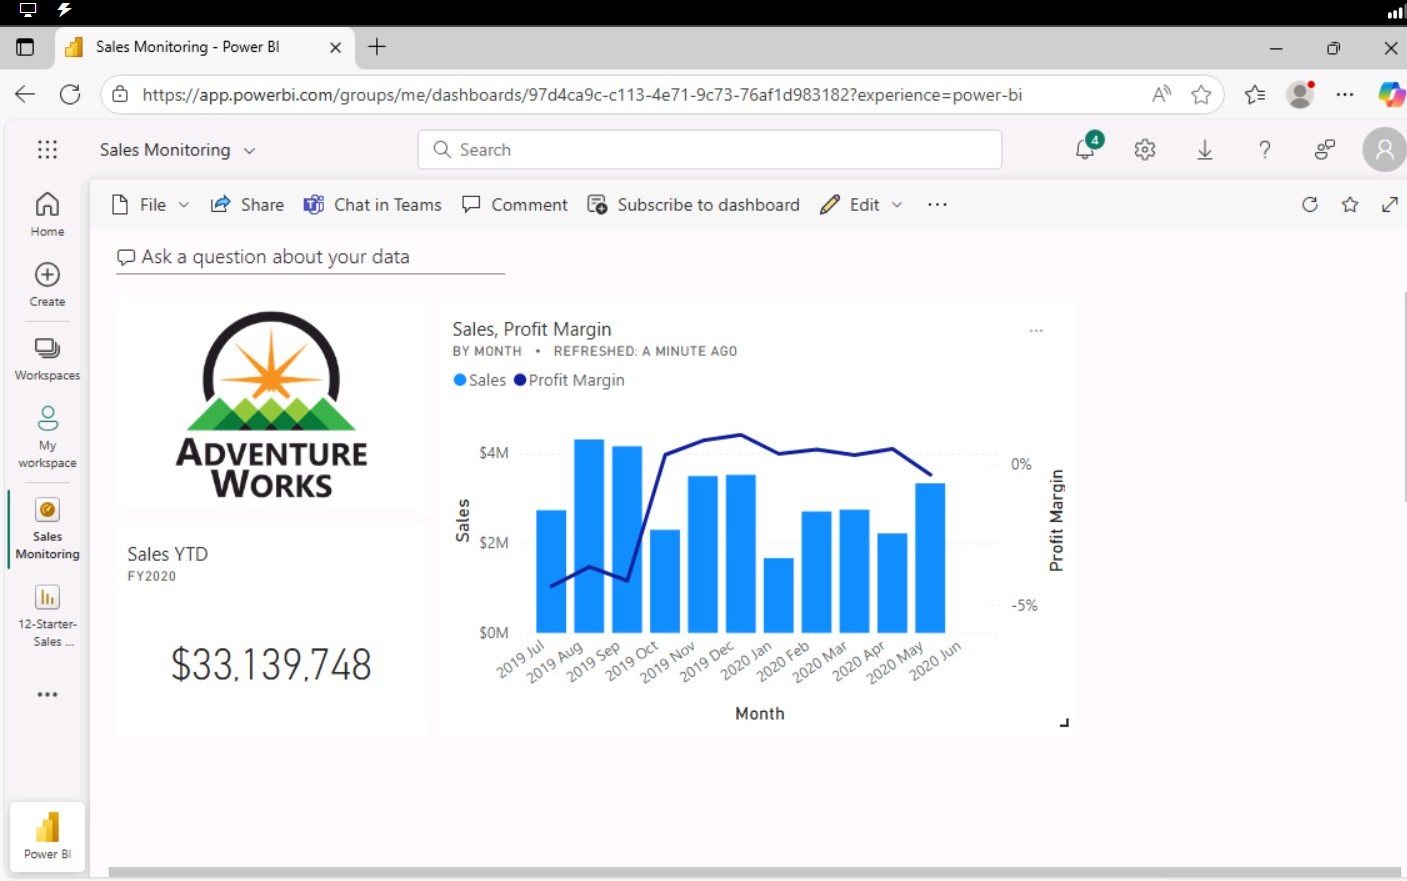 Sales Monitoring - Power BI
https://app.powerbi.com/groups/me/dashboards/97d4ca9c-c113-4e71-9c73-76af1d983182?experience=power-bi
Sales Monitoring
Search
4
File
Share
Chat in Teams
Comment
Subscribe to dashboard
Edit
Home
Create
Workspaces
My
workspace
Sales
Monitoring
12-Starter-
Sales ...
Power BI
Ask a question about your data
ADVENTURE
WORKS
Sales YTD
FY2020
$33,139,748
Sales, Profit Margin
BY MONTH • REFRESHED: A MINUTE AGO
Sales Profit Margin
$4M
$2M
$0M
Sales
0%
-5%
Profit Margin
2019 Jul
2019 Aug
2019 Sep
2019 Oct
2019 Nov
2019 Dec
2020 Jan
2020 Feb
2020 Mar
2020 Apr
2020 May
2020 Jun
Month